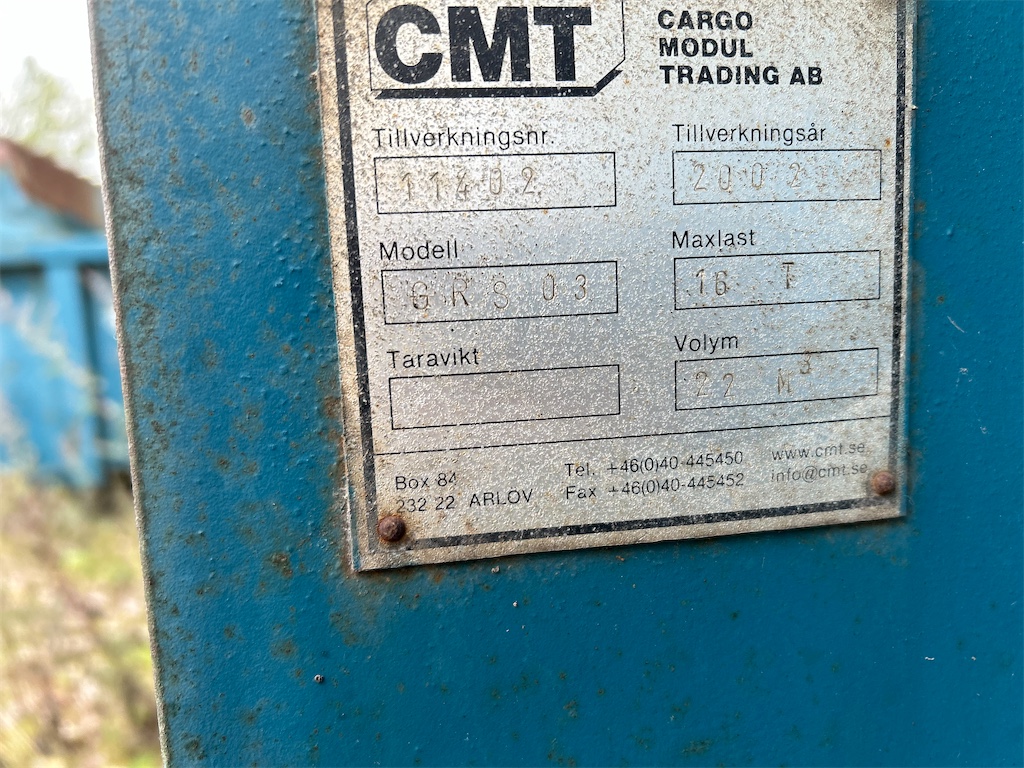 CMT
CARGO
MODUL
TRADING AB
Tillverkningsnr.
11402
Tillverkningsår
2002
Modell
GRS 03
Maxlast
16 T
Taravikt
Volym
22 M³
Box 84
232 22 ARLÖV
Tel. +46(0)40-445450
Fax +46(0)40-445452
www.cmt.se
info@cmt.se